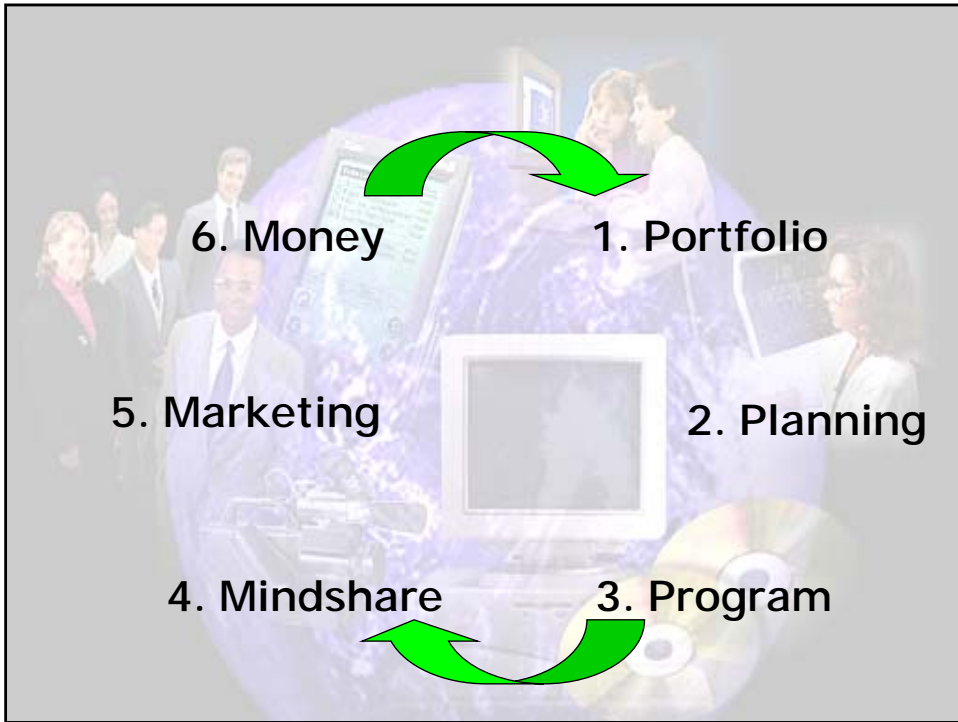 6. Money
1. Portfolio
5. Marketing
2. Planning
4. Mindshare
3. Program